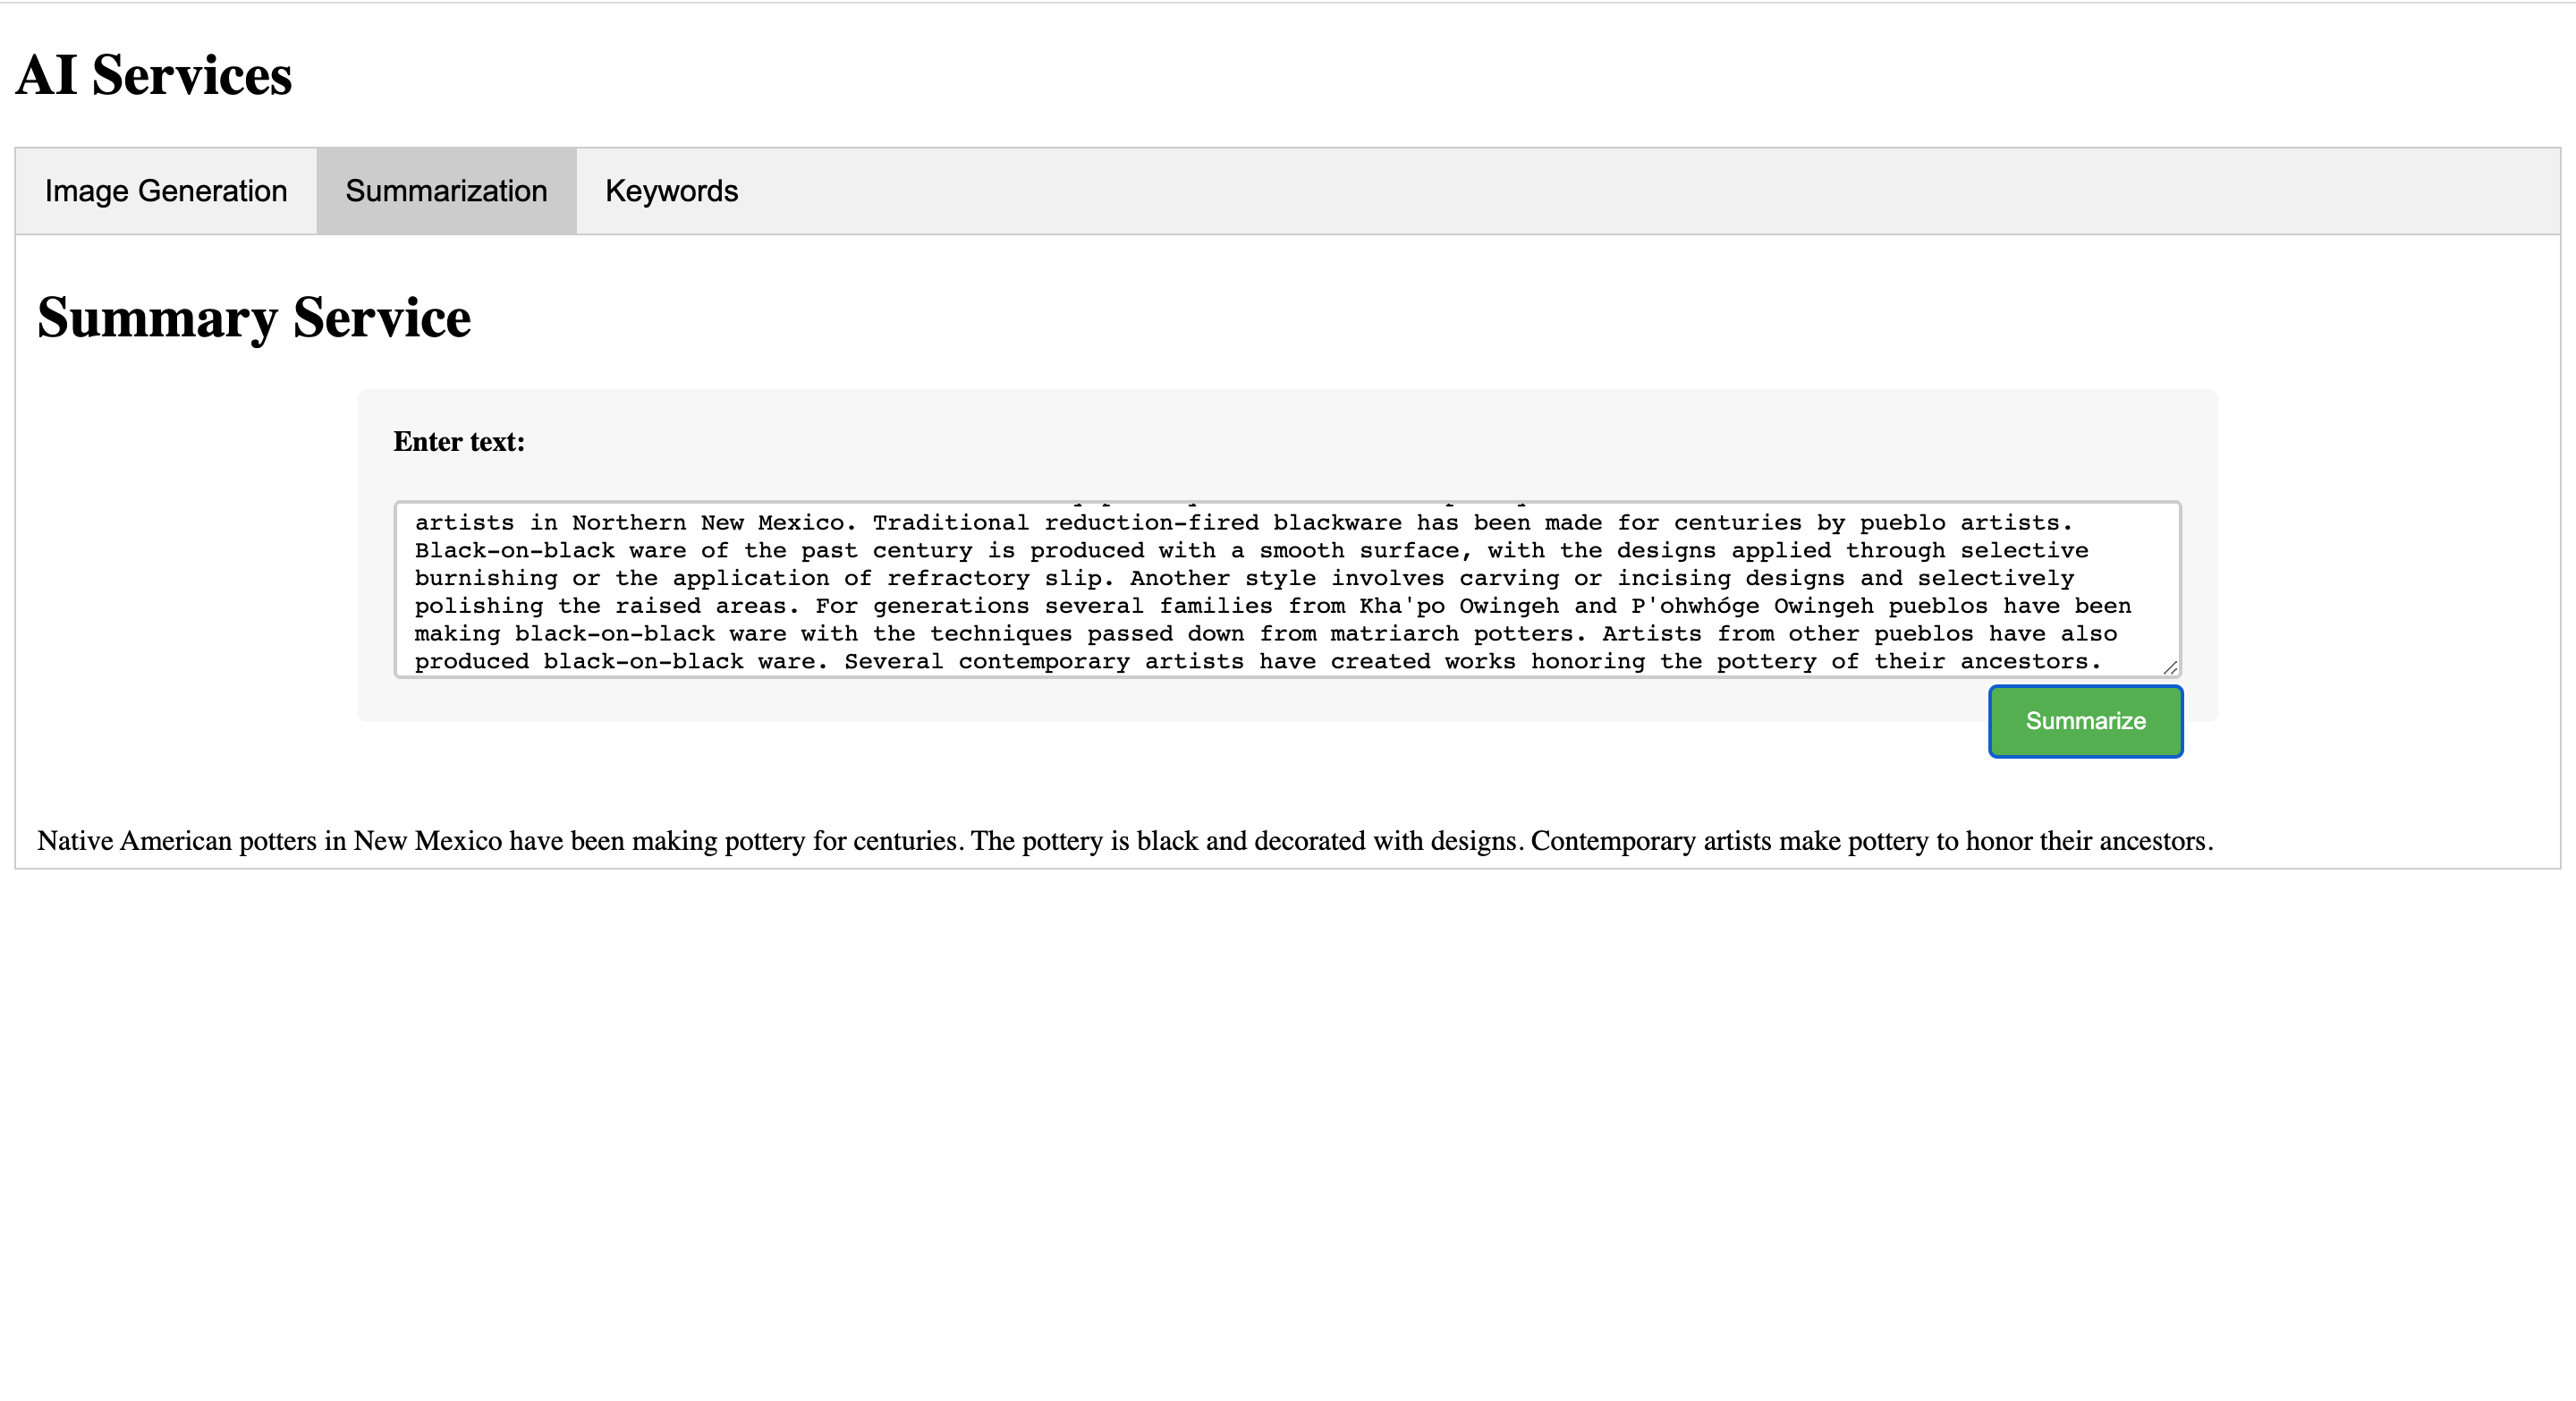 AI Services
Image Generation
Summarization
Keywords
Summary Service
Enter text:
artists in Northern New Mexico. Traditional reduction-fired blackware has been made for centuries by pueblo artists.
Black-on-black ware of the past century is produced with a smooth surface, with the designs applied through selective
burnishing or the application of refractory slip. Another style involves carving or incising designs and selectively
polishing the raised areas. For generations several families from Kha'po Owingeh and P'ohwhóge Owingeh pueblos have been
making black-on-black ware with the techniques passed down from matriarch potters. Artists from other pueblos have also
produced black-on-black ware. Several contemporary artists have created works honoring the pottery of their ancestors.
Summarize
Native American potters in New Mexico have been making pottery for centuries. The pottery is black and decorated with designs. Contemporary artists make pottery to honor their ancestors.